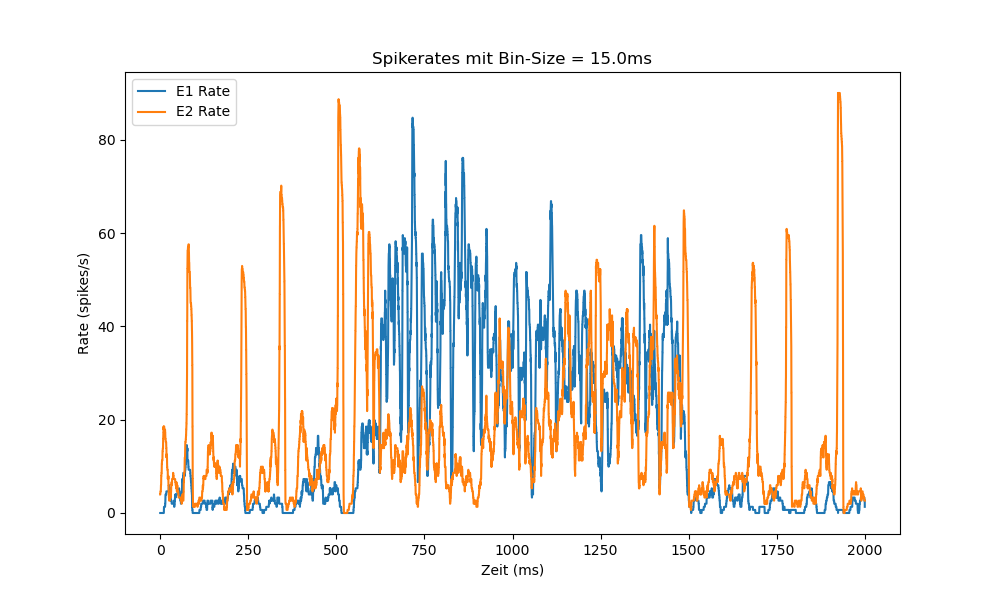 Spikerates mit Bin-Size = 15.0ms
E1 Rate
E2 Rate
80
60
40
20
0
Rate (spikes/s)
0 250 500 750 1000 1250 1500 1750 2000
Zeit (ms)